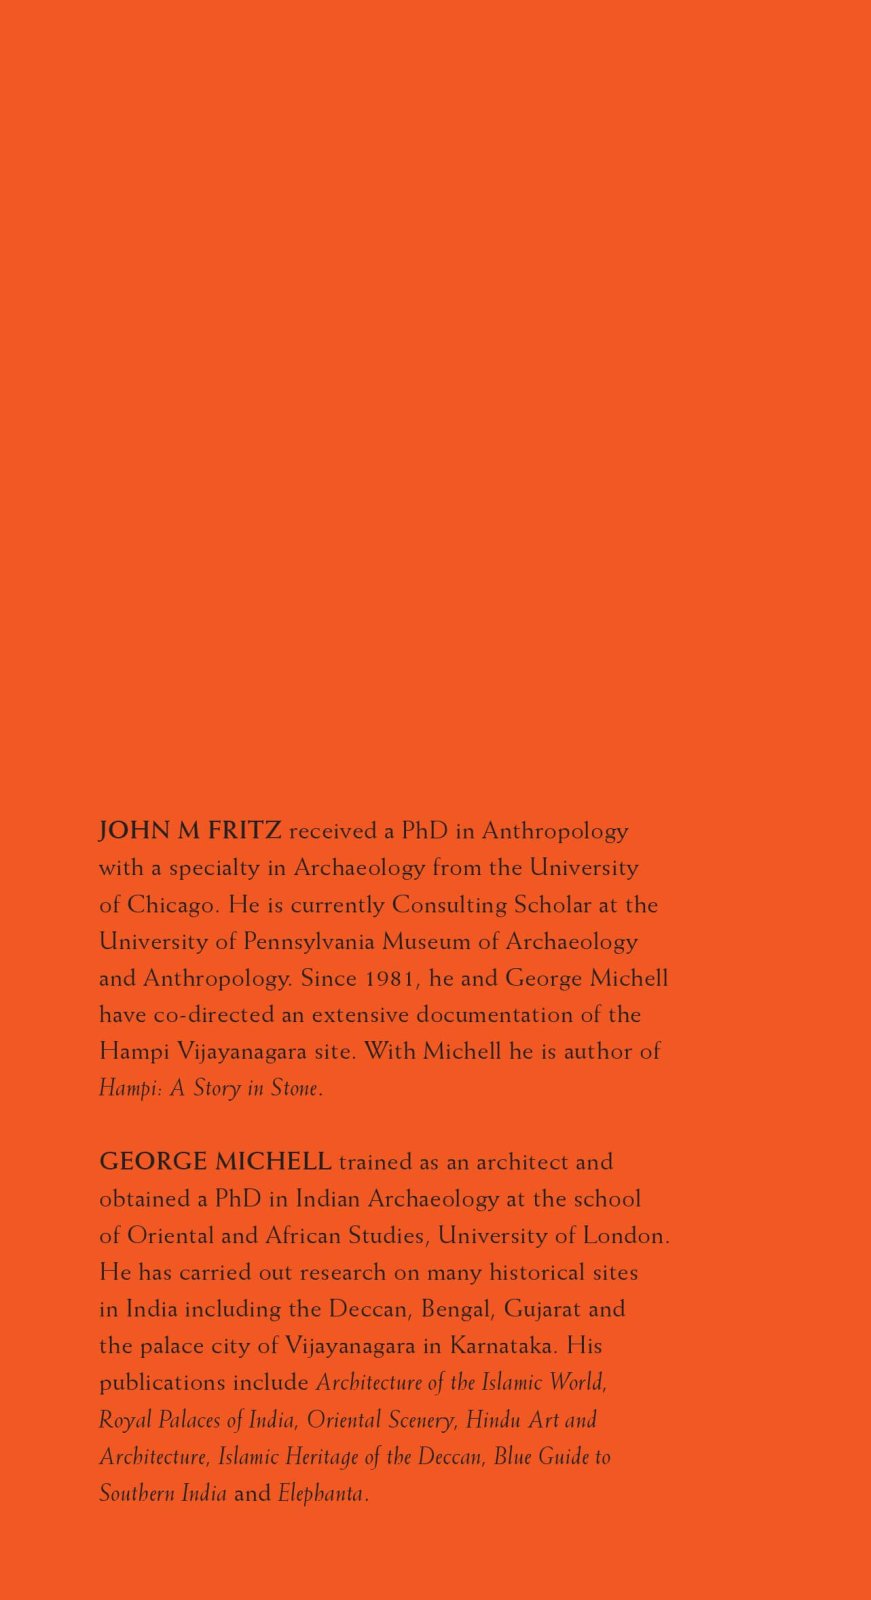 JOHN M FRITZ received a PhD in Anthropology
with a specialty in Archaeology from the University
of Chicago. He is currently Consulting Scholar at the
University of Pennsylvania Museum of Archaeology
and Anthropology. Since 1981, he and George Michell
have co-directed an extensive documentation of the
Hampi Vijayanagara site. With Michell he is author of
Hampi: A Story in Stone.
GEORGE MICHELL trained as an architect and
obtained a PhD in Indian Archaeology at the school
of Oriental and African Studies, University of London.
He has carried out research on many historical sites
in India including the Deccan, Bengal, Gujarat and
the palace city of Vijayanagara in Karnataka. His
publications include Architecture of the Islamic World,
Royal Palaces of India, Oriental Scenery, Hindu Art and
Architecture, Islamic Heritage of the Deccan, Blue Guide to
Southern India and Elephanta.